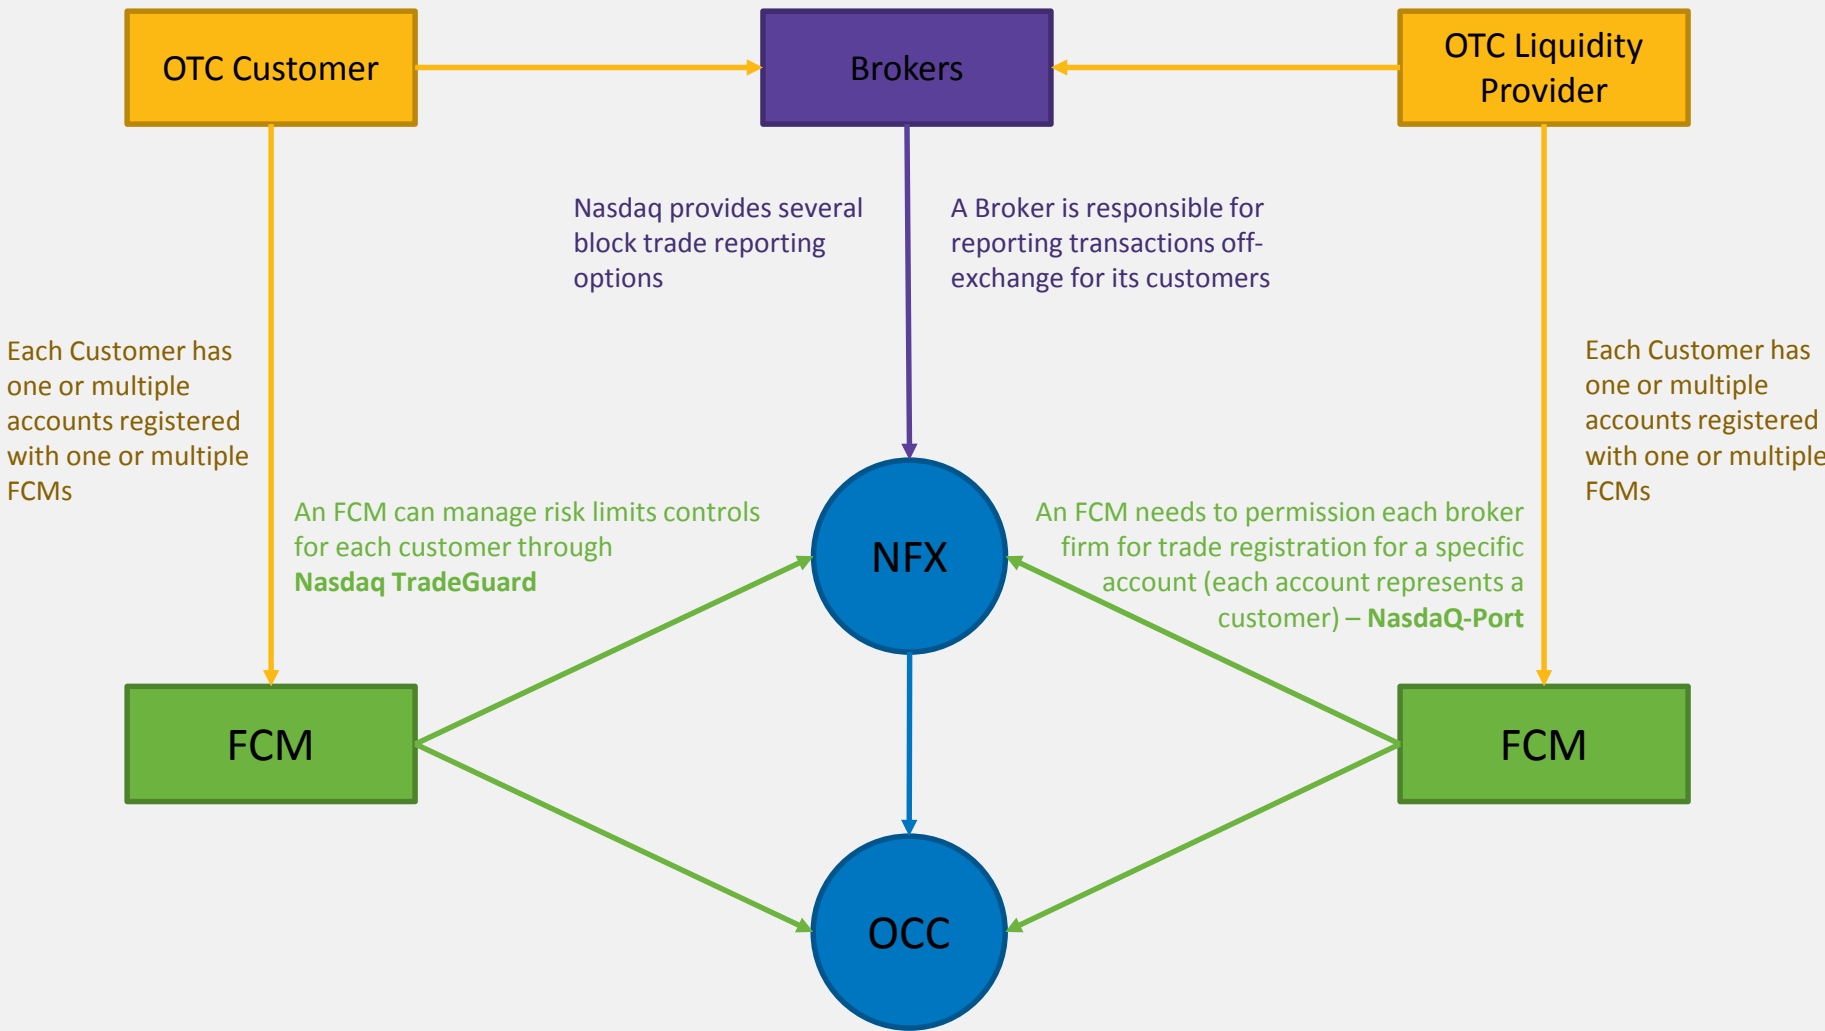 OTC Customer
Brokers
OTC Liquidity
Provider
Nasdaq provides several
block trade reporting
options
A Broker is responsible for
reporting transactions off-
exchange for its customers
Each Customer has
one or multiple
accounts registered
with one or multiple
FCMs
Each Customer has
one or multiple
accounts registered
with one or multiple
FCMs
An FCM can manage risk limits controls
for each customer through
Nasdaq TradeGuard
NFX
An FCM needs to permission each broker
firm for trade registration for a specific
account (each account represents a
customer) – NasdaQ-Port
FCM
FCM
OCC